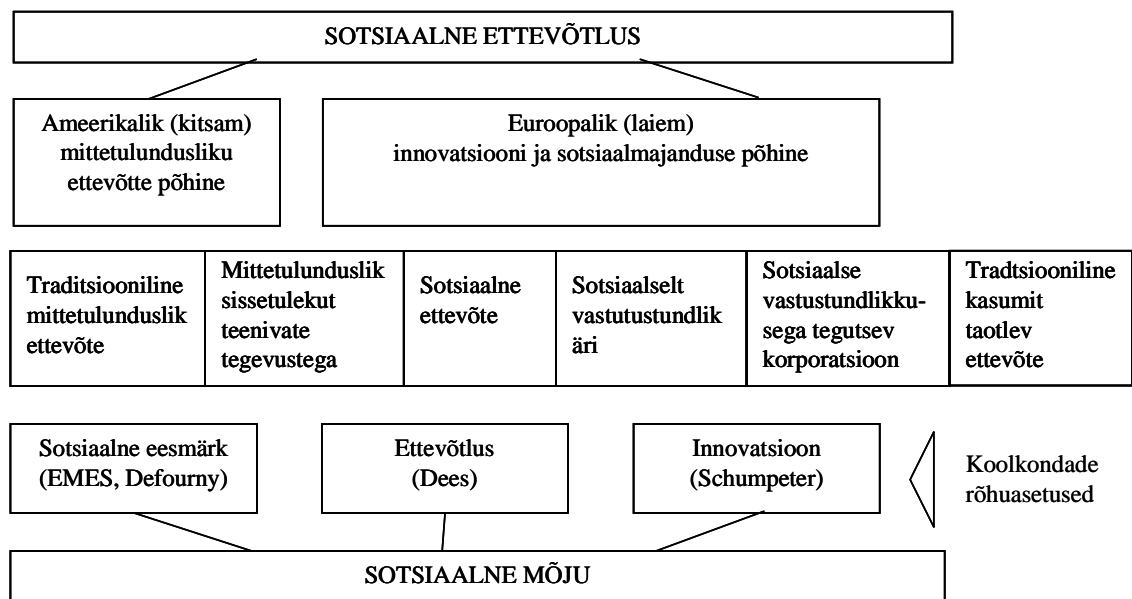 SOTSIAALNE ETTEVÕTLUS
Ameerikalik (kitsam)
mittetulundusliku
ettevõtte põhine
Euroopalik (laiem)
innovatsiooni ja sotsiaalmajanduse põhine
Traditsiooniline
mittetulunduslik
ettevõte
Mittetulunduslik
sissetulekut
teenivate
tegevustega
Sotsiaalne
ettevõte
Sotsiaalselt
vastutustundlik
äri
Sotsiaalse
vastustundlikku-
sega tegutsev
korporatsioon
Tradtsiooniline
kasumit
taotlev
ettevõte
Sotsiaalne eesmärk
(EMES, Defourny)
Ettevõtlus
(Dees)
Innovatsioon
(Schumpeter)
Koolkondade
rõhuasetused
SOTSIAALNE MÕJU